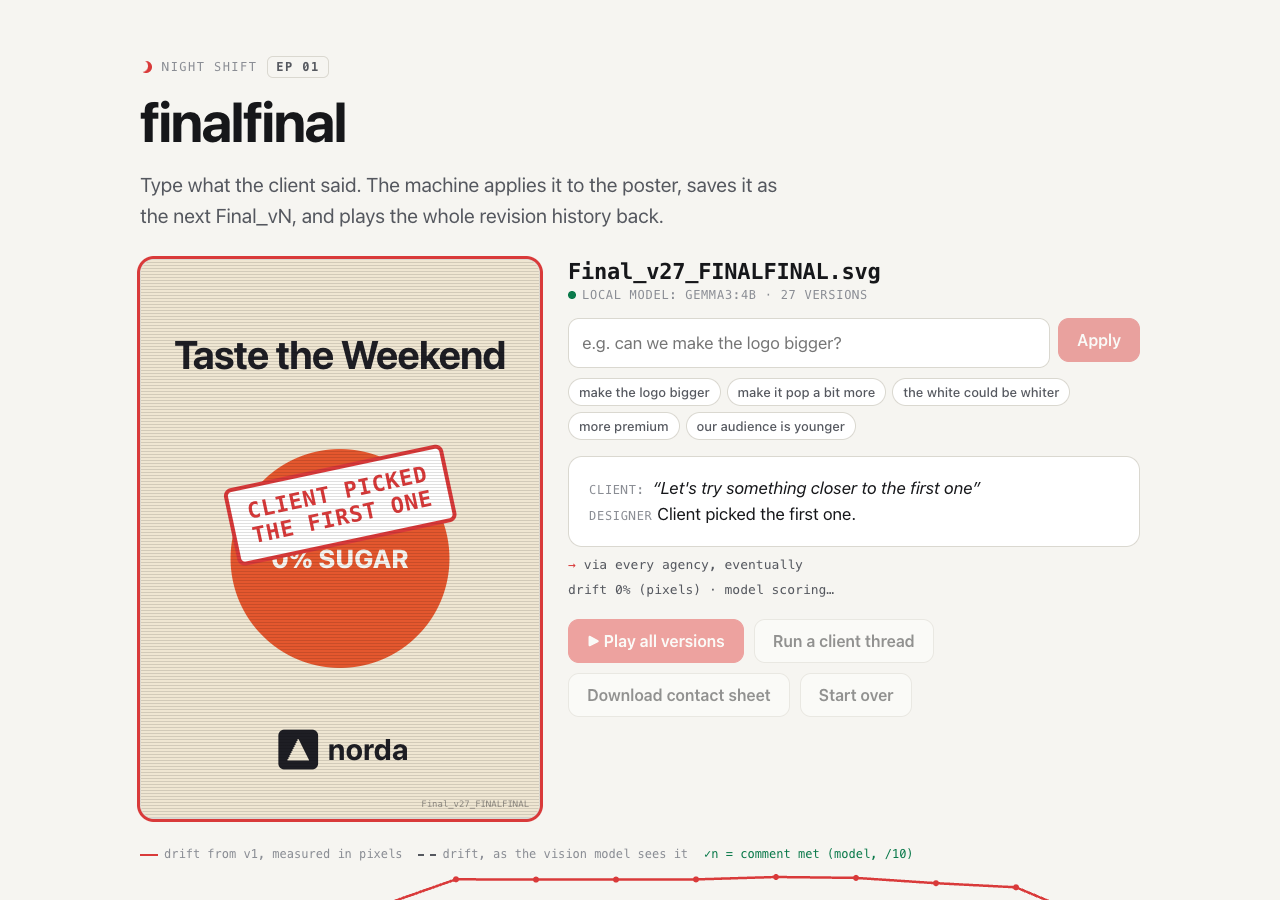 NIGHT SHIFT EP 01
finalfinal
Type what the client said. The machine applies it to the poster, saves it as
the next Final_vN, and plays the whole revision history back.
Taste the Weekend
CLIENT PICKED
THE FIRST ONE
0% SUGAR
norda
Final_v27_FINALFINAL
Final_v27_FINALFINAL.svg
LOCAL MODEL: GEMMA3:4B · 27 VERSIONS
e.g. can we make the logo bigger?
Apply
make the logo bigger
make it pop a bit more
the white could be whiter
more premium
our audience is younger
CLIENT: “Let's try something closer to the first one”
DESIGNER Client picked the first one.
→ via every agency, eventually
drift 0% (pixels) · model scoring…
Play all versions
Run a client thread
Download contact sheet
Start over
drift from v1, measured in pixels
drift, as the vision model sees it
✓n = comment met (model, /10)